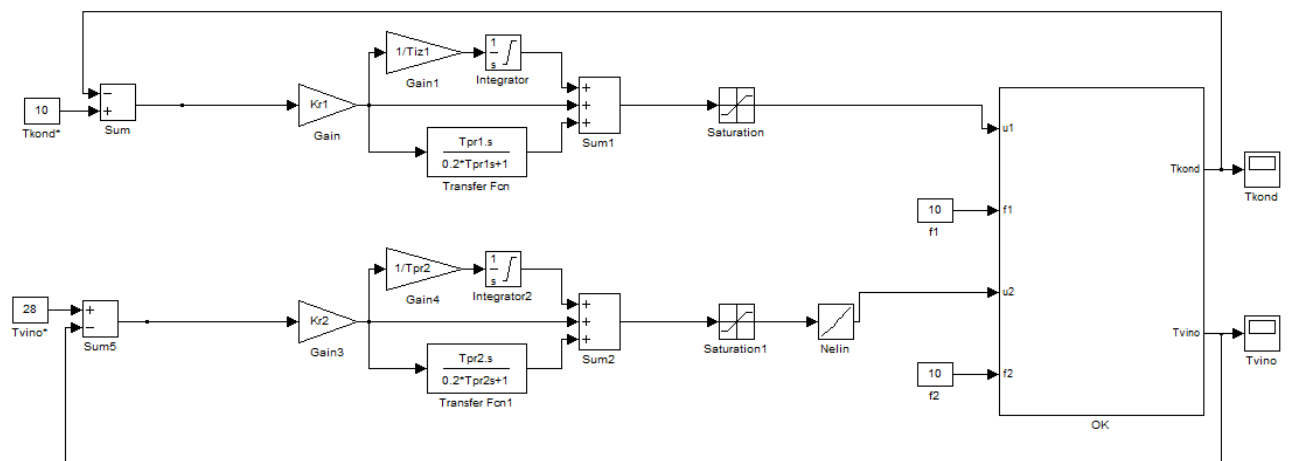 1/Tiz1
1
s
Gain1
Integrator
−
+
10
Tkond*
Sum
Kr1
Gain
+
+
+
Sum1
Tpr1.s
0.2*Tpr1s+1
Transfer Fcn
Saturation
u1
Tkond
Tkond
10
f1
f1
1/Tpr2
1
s
Gain4
Integrator2
28
Tvino*
+
−
Sum5
Kr2
Gain3
+
+
+
Sum2
Tpr2.s
0.2*Tpr2s+1
Transfer Fcn1
Saturation1
Nelin
u2
Tvino
Tvino
10
f2
f2
OK